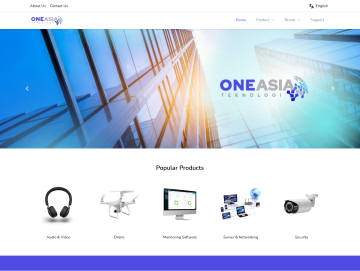 About Us Contact Us English
ONEASIA Home Product Brand Support
ONEASIA
TEKNOLOGI
Popular Products
Audio & Video Drone Monitoring Software Server & Networking Security